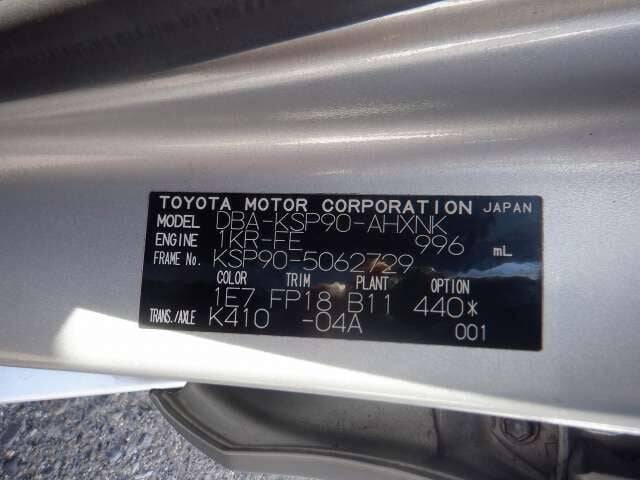 TOYOTA MOTOR CORPORATION JAPAN
MODEL DBA-KSP90-AHXNK
ENGINE 1KR-FE 996 mL
FRAME No. KSP90-5062729
COLOR TRIM PLANT OPTION
1E7 FP18 B11 440*
TRANS./AXLE K410 -04A 001